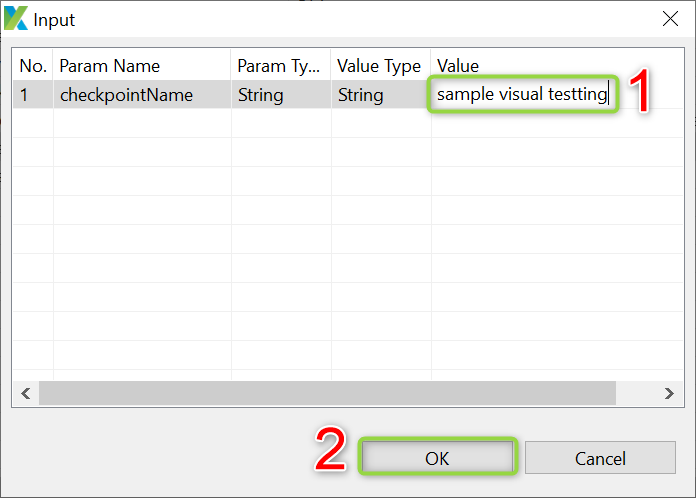 Input
No. Param Name Param Ty... Value Type Value
1 checkpointName String String sample visual testting 1
2 OK Cancel